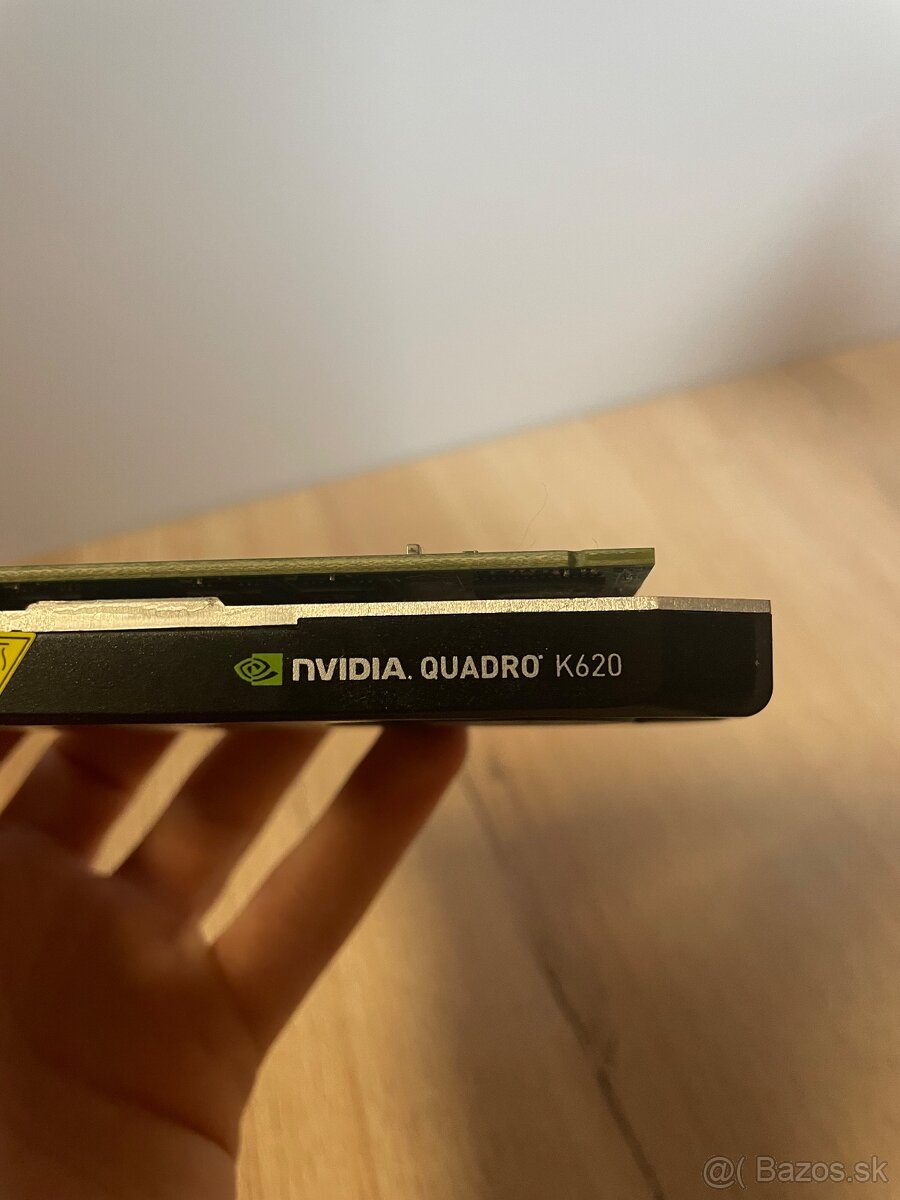 NVIDIA. QUADRO® K620
@( Bazos.sk